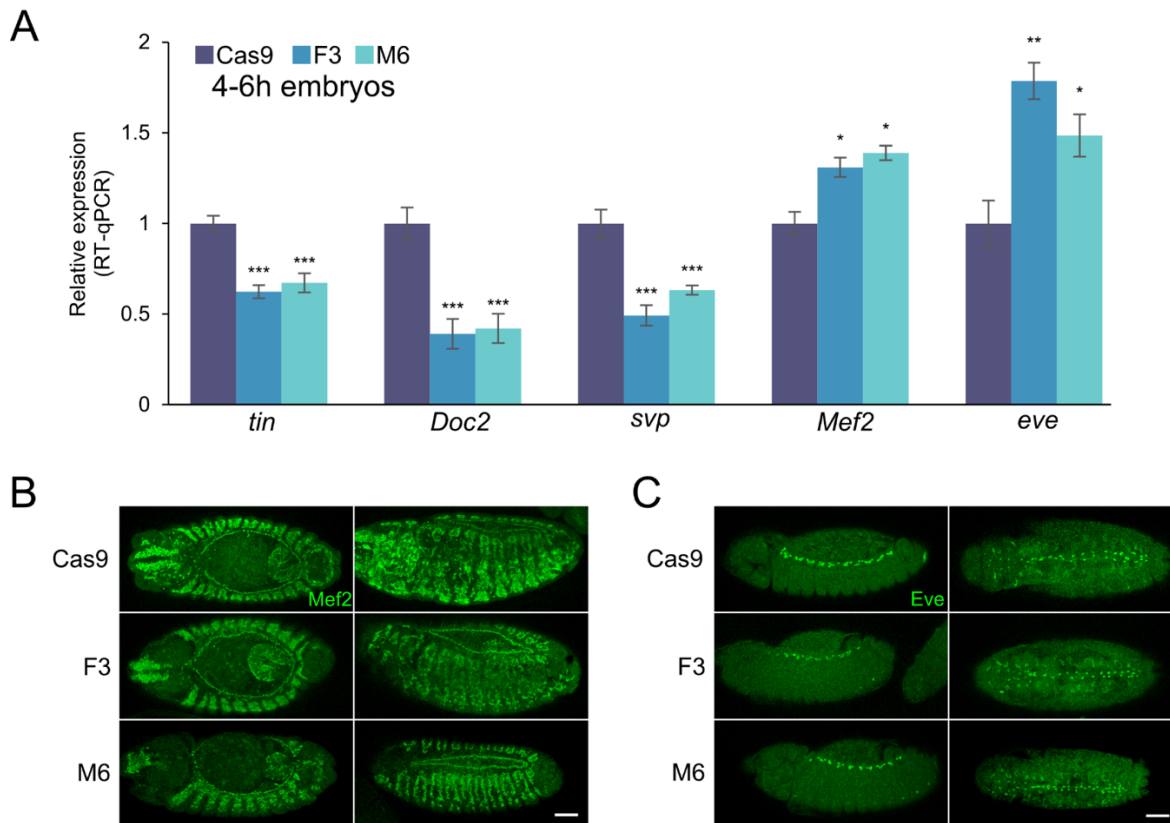 A
Cas9 F3 M6
4-6h embryos
Relative expression
(RT-qPCR)
2
1.5
1
0.5
0
*** ***
*** ***
*** ***
* *
** *
tin Doc2 svp Mef2 eve
B
Cas9
Mef2
F3
M6
C
Cas9
Eve
F3
M6